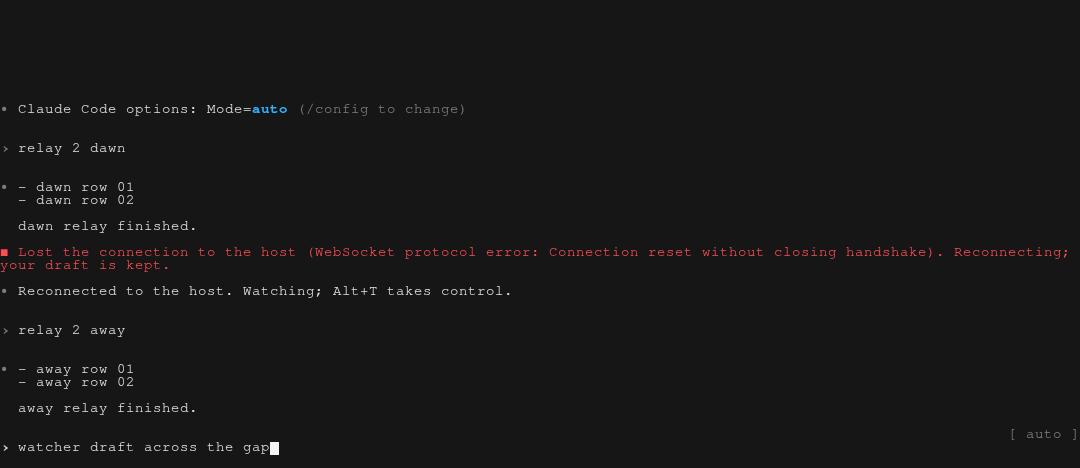 • Claude Code options: Mode=auto (/config to change)
› relay 2 dawn
• - dawn row 01
- dawn row 02
dawn relay finished.
■ Lost the connection to the host (WebSocket protocol error: Connection reset without closing handshake). Reconnecting;
your draft is kept.
• Reconnected to the host. Watching; Alt+T takes control.
› relay 2 away
• - away row 01
- away row 02
away relay finished.
[ auto ]
› watcher draft across the gap